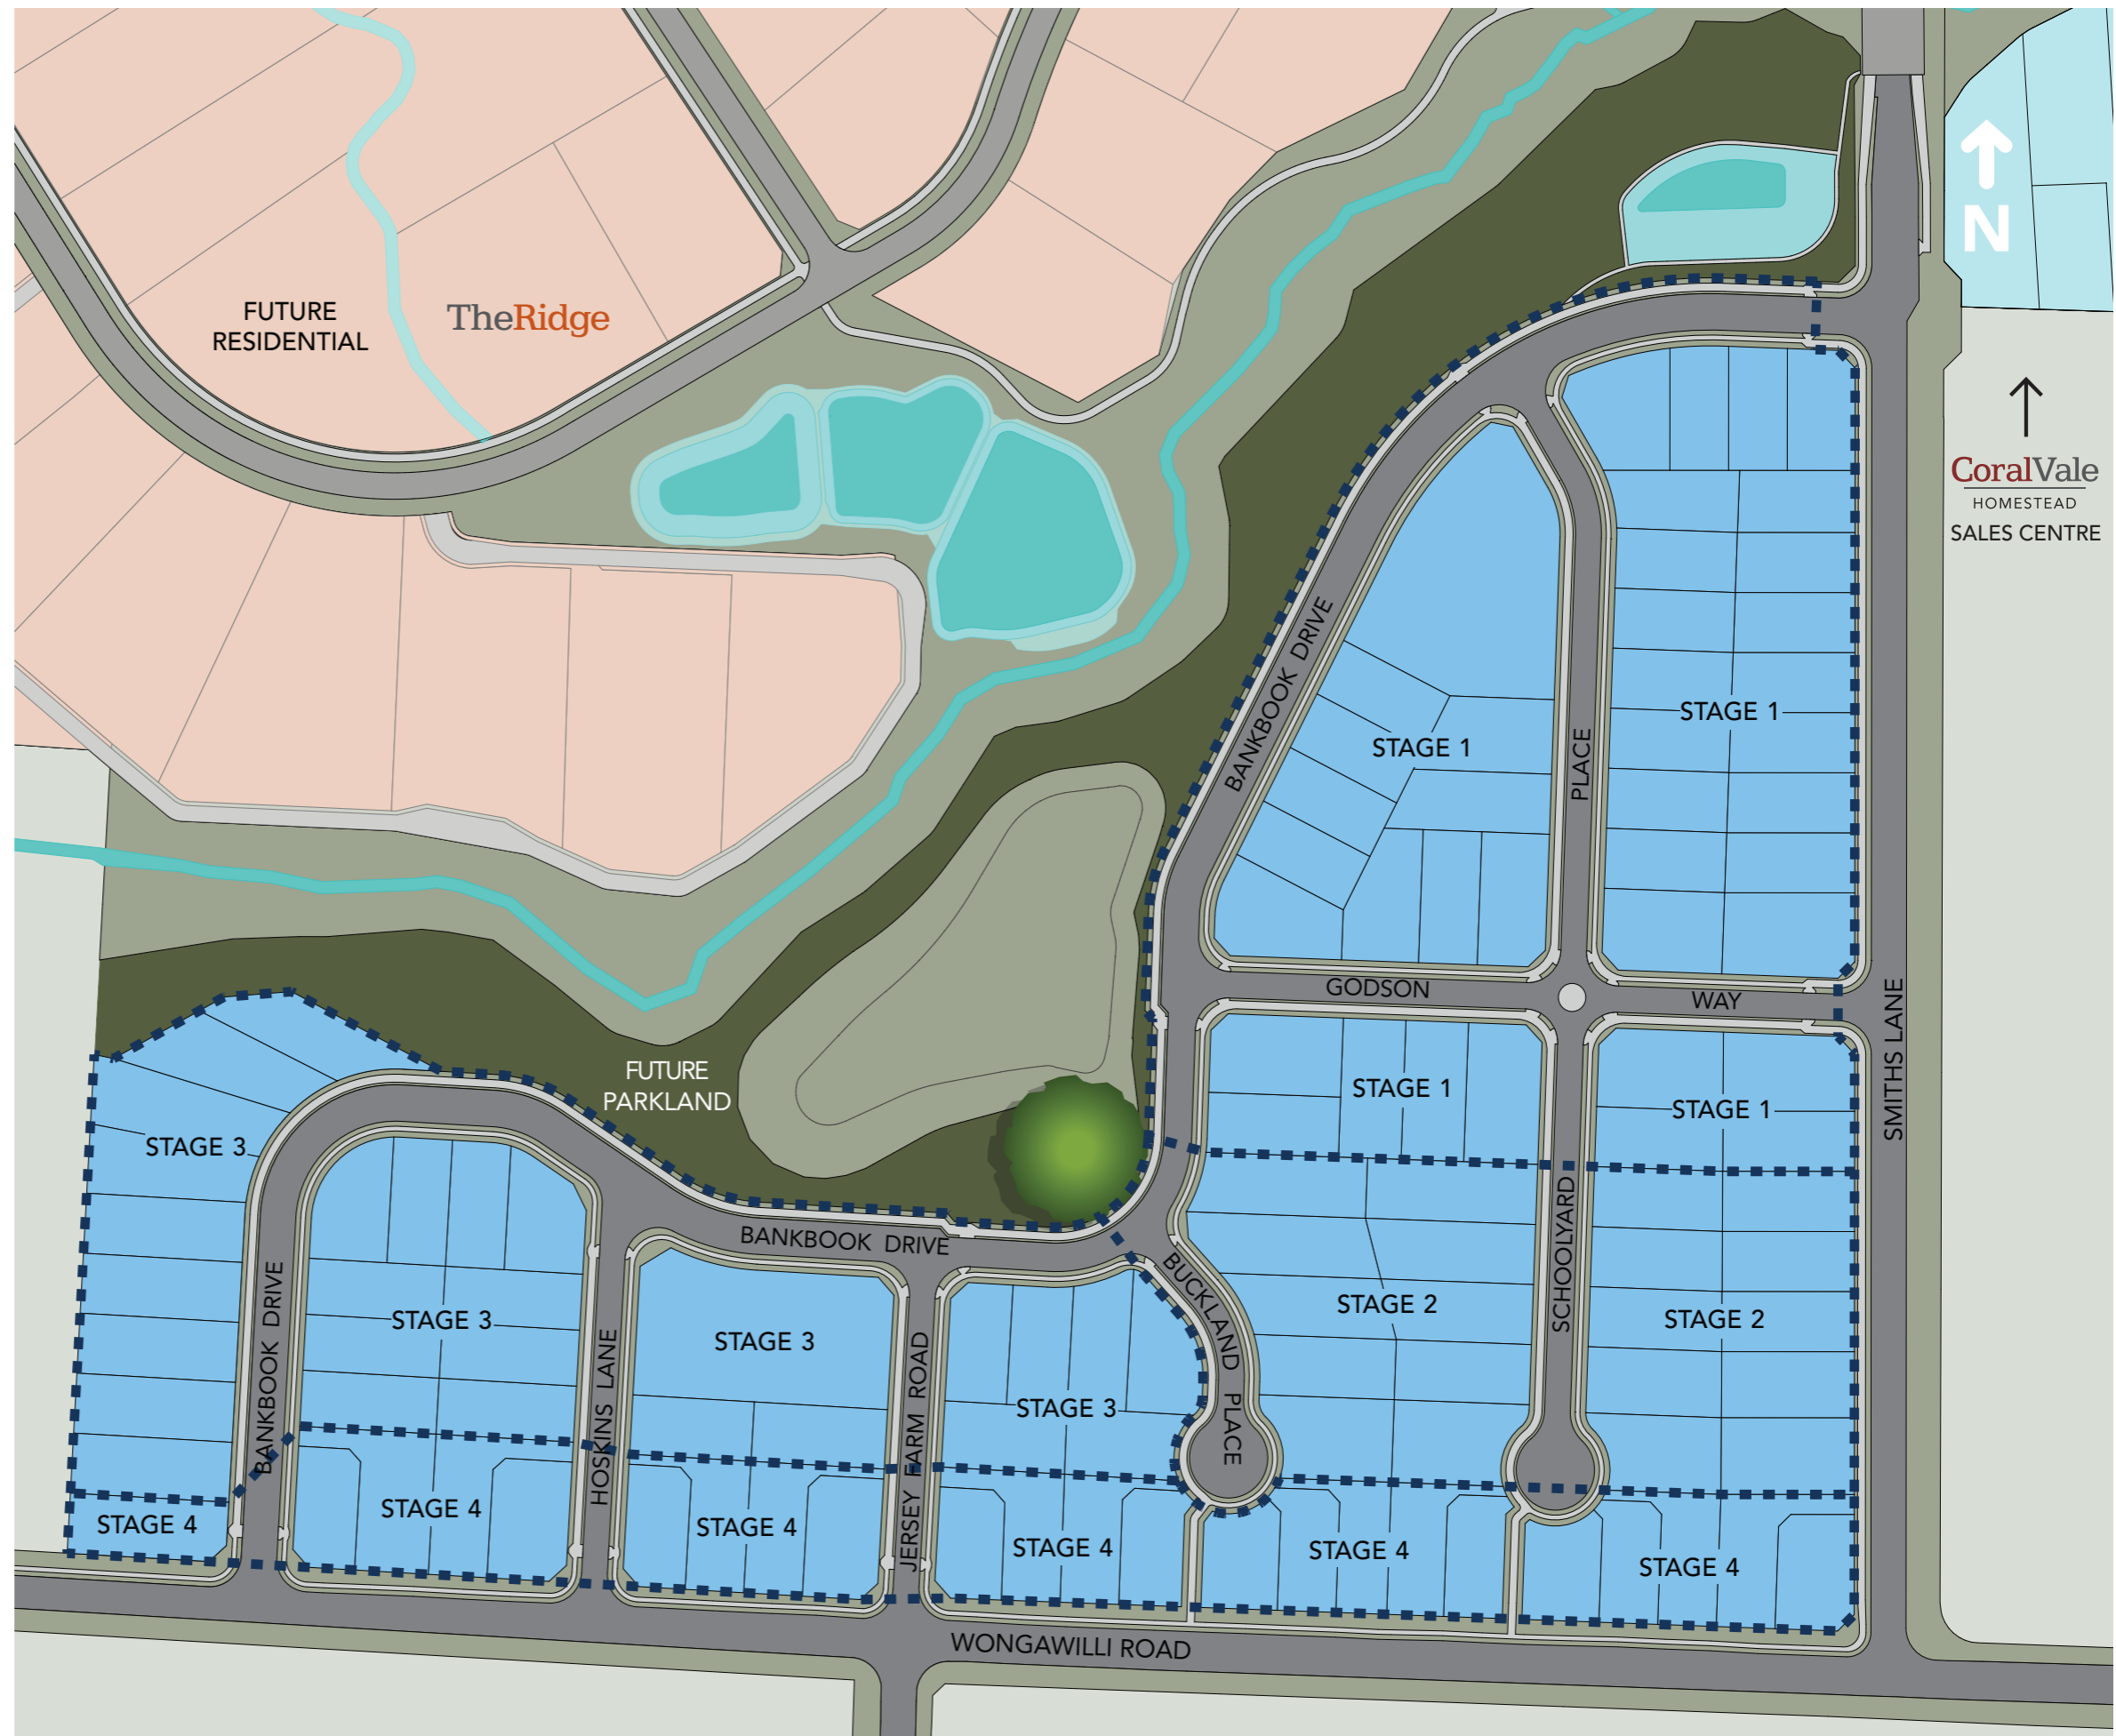 N
FUTURE
RESIDENTIAL
TheRidge
CoralVale
HOMESTEAD
SALES CENTRE
BANKBOOK DRIVE
STAGE 1
PLACE
STAGE 1
GODSON
WAY
SMITHS LANE
FUTURE
PARKLAND
STAGE 1
STAGE 1
STAGE 3
BANKBOOK DRIVE
BUCKLAND
PLACE
SCHOOLYARD
STAGE 2
STAGE 2
BANKBOOK DRIVE
STAGE 3
HOSKINS LANE
STAGE 3
JERSEY FARM ROAD
STAGE 3
STAGE 4
STAGE 4
STAGE 4
STAGE 4
STAGE 4
STAGE 4
WONGAWILLI ROAD